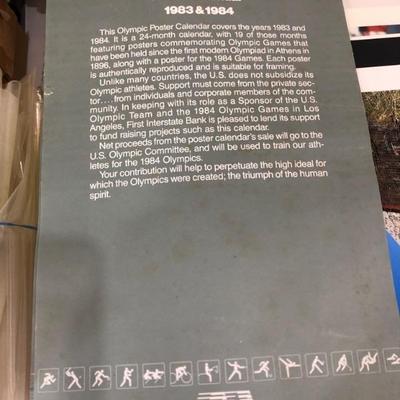 1983 & 1984
This Olympic Poster Calendar covers the years 1983 and
1984. It is a 24-month calendar, with 19 of those months
featuring posters commemorating Olympic Games that
have been held since the first modern Olympiad in Athens in
1896, along with a poster for the 1984 Games. Each poster
is authentically reproduced and is suitable for framing.
Unlike many countries, the U.S. does not subsidize its
Olympic athletes. Support must come from the private sec-
tor.... from individuals and corporate members of the com-
munity. In keeping with its role as a Sponsor of the U.S.
Olympic Team and the 1984 Olympic Games in Los
Angeles, First Interstate Bank is pleased to lend its support
to fund raising projects such as this calendar.
Net proceeds from the poster calendar's sale will go to the
U.S. Olympic Committee, and will be used to train our ath-
letes for the 1984 Olympics.
Your contribution will help to perpetuate the high ideal for
which the Olympics were created; the triumph of the human
spirit.